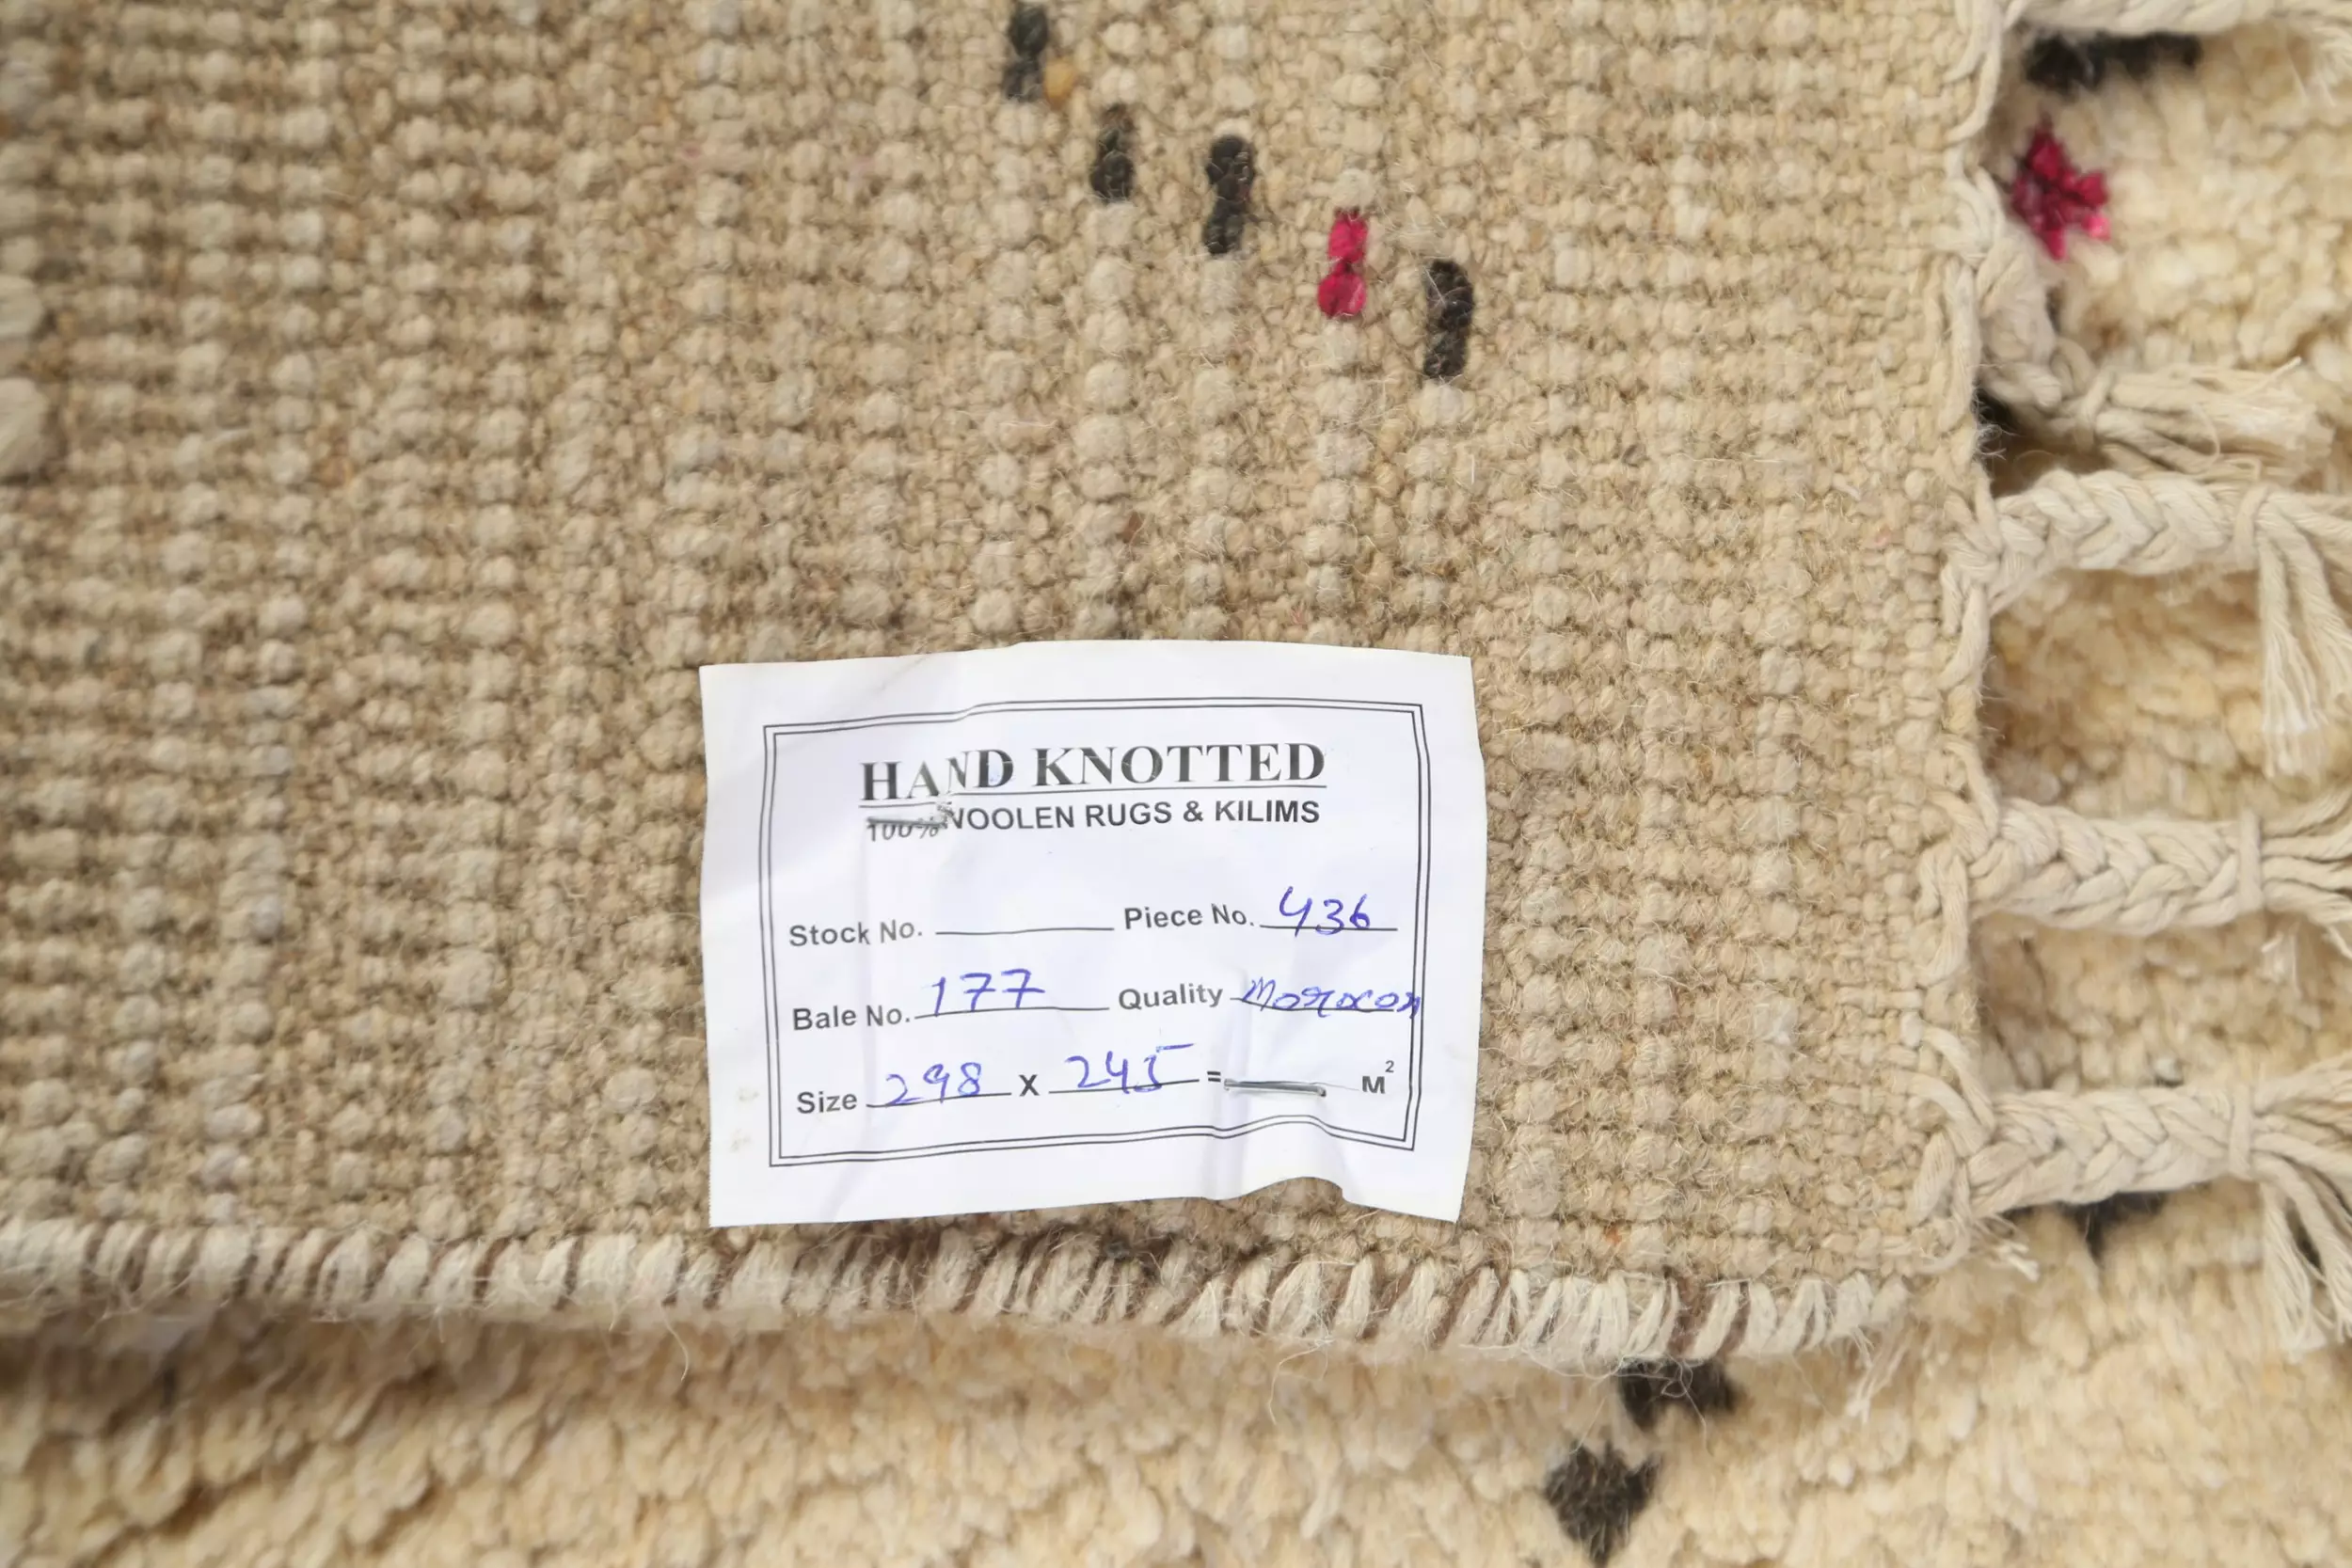 HAND KNOTTED
100% WOOLEN RUGS & KILIMS
Stock No. Piece No. 436
Bale No. 177 Quality Morocon
Size 298 X 245 = M²